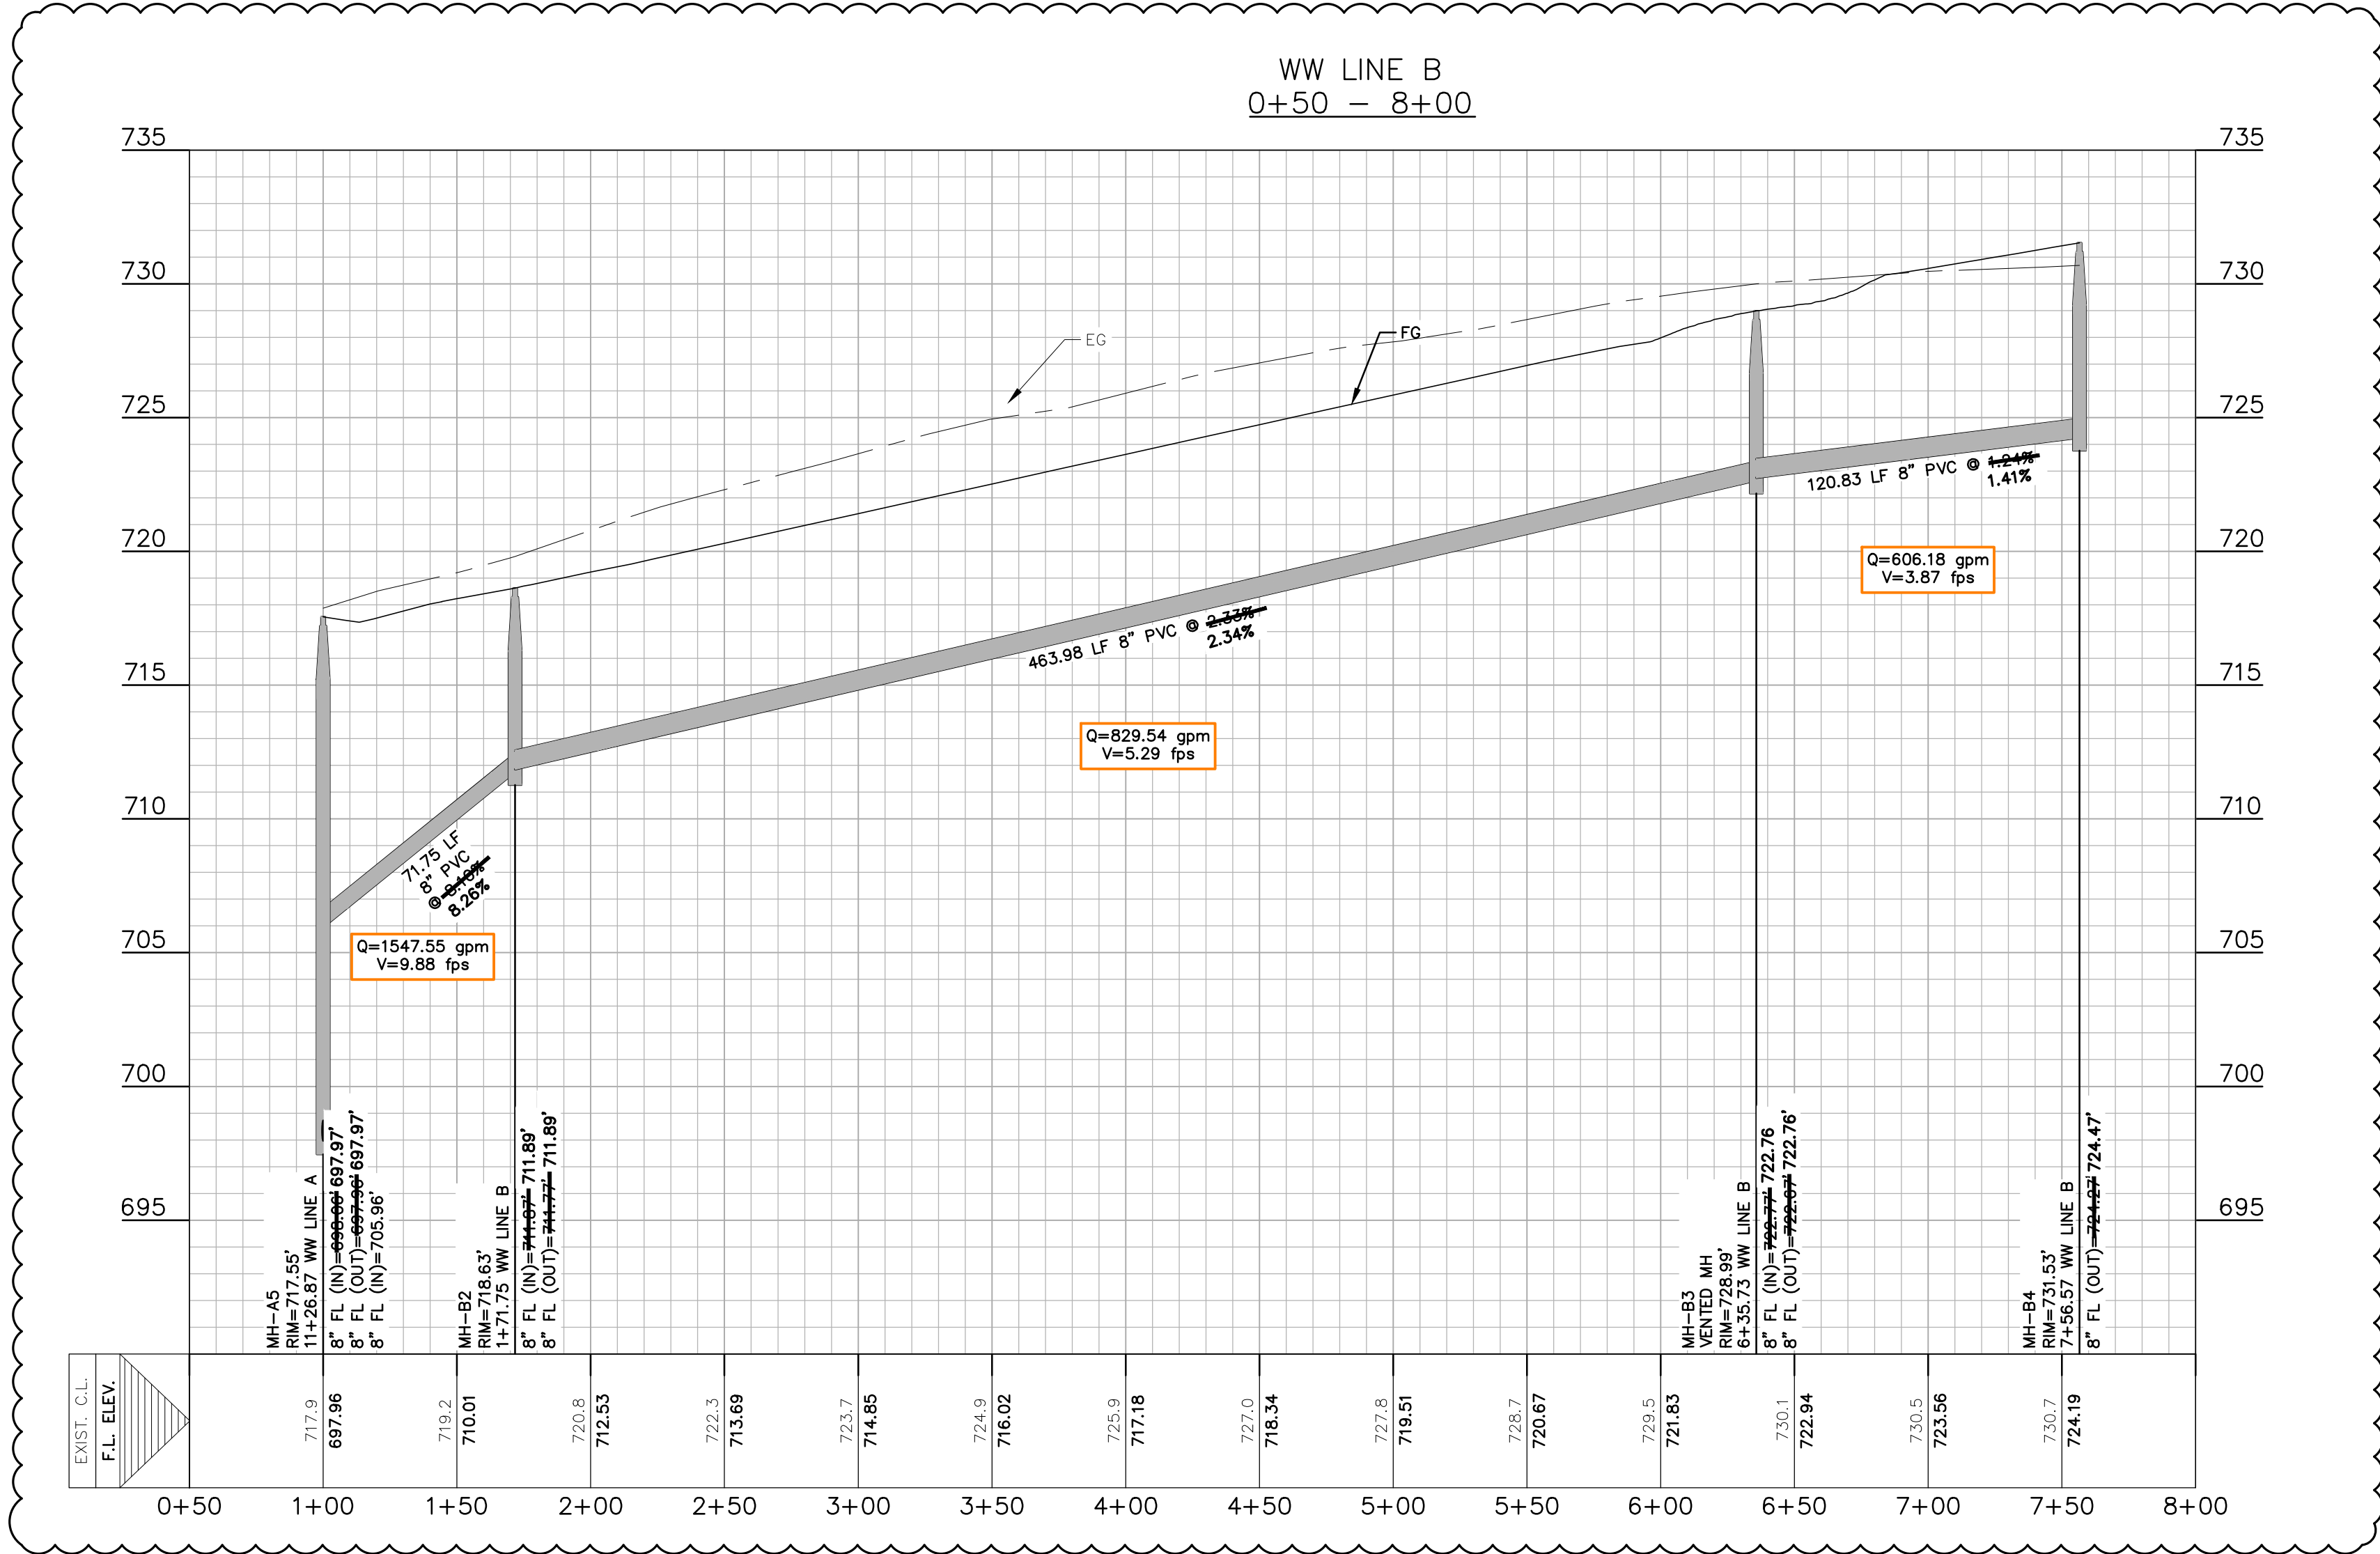 WW LINE B
0+50 - 8+00
735
730
725
720
715
710
705
700
695
735
730
725
720
715
710
705
700
695
EG
FG
120.83 LF 8" PVC @ 1.24%
1.41%
Q=606.18 gpm
V=3.87 fps
463.98 LF 8" PVC @ 2.33%
2.34%
Q=829.54 gpm
V=5.29 fps
71.75 LF
8" PVC
@
8.26%
Q=1547.55 gpm
V=9.88 fps
MH-A5
RIM=717.55'
11+26.87 WW LINE A
8" FL (IN)= 697.97'
8" FL (OUT)= 697.97'
8" FL (IN)=705.96'
MH-B2
RIM=718.63'
1+71.75 WW LINE B
8" FL (IN)=711.87' 711.89'
8" FL (OUT)=711.77' 711.89'
MH-B3
VENTED MH
RIM=728.99'
6+35.73 WW LINE B
8" FL (IN)=722.77' 722.76
8" FL (OUT)=722.67' 722.76'
MH-B4
RIM=731.53'
7+56.57 WW LINE B
8" FL (OUT)=724.27' 724.47'
EXIST. C.L.
F.L. ELEV.
717.9
697.96
719.2
710.01
720.8
712.53
722.3
713.69
723.7
714.85
724.9
716.02
725.9
717.18
727.0
718.34
727.8
719.51
728.7
720.67
729.5
721.83
730.1
722.94
730.5
723.56
730.7
724.19
0+50
1+00
1+50
2+00
2+50
3+00
3+50
4+00
4+50
5+00
5+50
6+00
6+50
7+00
7+50
8+00